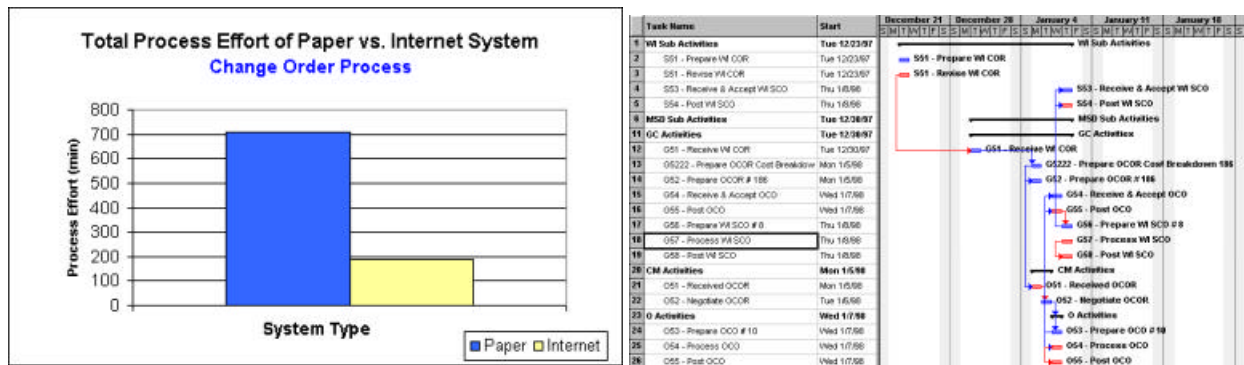 Total Process Effort of Paper vs. Internet System
Change Order Process
Process Effort (min)
800
700
600
500
400
300
200
100
0
System Type
Paper Internet
Task Name Start
December 21 December 28 January 4 January 11 January 18
S M T W T F S S M T W T F S S M T W T F S S M T W T F S S M T W T F S
1 WI Sub Activities Tue 12/23/97 WI Sub Activities
2 S51 - Prepare WI COR Tue 12/23/97 S51 - Prepare WI COR
3 S51 - Revise WI COR Tue 12/23/97 S51 - Revise WI COR
4 S53 - Receive & Accept WI SCO Thu 1/8/98 S53 - Receive & Accept WI SCO
5 S54 - Post WI SCO Thu 1/8/98 S54 - Post WI SCO
6 MSD Sub Activities Tue 12/30/97 MSD Sub Activities
11 GC Activities Tue 12/30/97 GC Activities
12 G51 - Receive WI COR Tue 12/30/97 G51 - Receive WI COR
13 G5222 - Prepare OCOR Cost Breakdow Mon 1/5/98 G5222 - Prepare OCOR Cost Breakdown 186
14 G52 - Prepare OCOR # 186 Mon 1/5/98 G52 - Prepare OCOR # 186
15 G54 - Receive & Accept OCO Wed 1/7/98 G54 - Receive & Accept OCO
16 G55 - Post OCO Wed 1/7/98 G55 - Post OCO
17 G56 - Prepare WI SCO # 8 Thu 1/8/98 G56 - Prepare WI SCO # 8
18 G57 - Process WI SCO Thu 1/8/98 G57 - Process WI SCO
19 G58 - Post WI SCO Thu 1/8/98 G58 - Post WI SCO
20 CM Activities Mon 1/5/98 CM Activities
21 O51 - Received OCOR Mon 1/5/98 O51 - Received OCOR
22 O52 - Negotiate OCOR Tue 1/6/98 O52 - Negotiate OCOR
23 O Activities Wed 1/7/98 O Activities
24 O53 - Prepare OCO # 10 Wed 1/7/98 O53 - Prepare OCO # 10
25 O54 - Process OCO Wed 1/7/98 O54 - Process OCO
26 O55 - Post OCO Wed 1/7/98 O55 - Post OCO